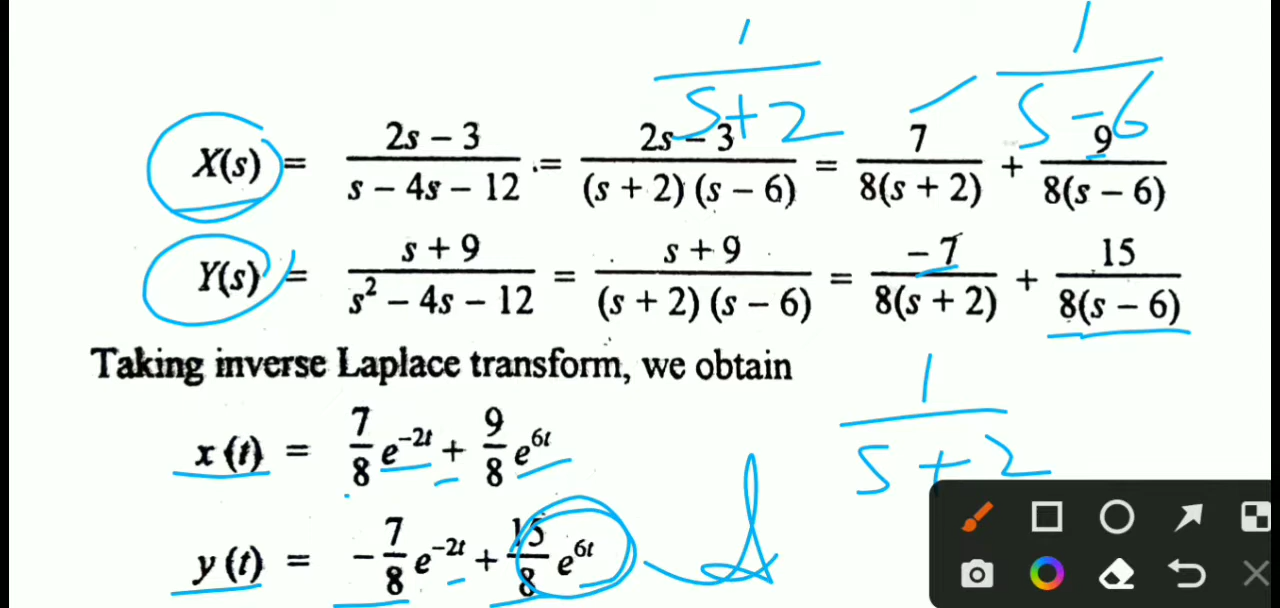 1/(s+2) 1/(s-6)
X(s) = (2s – 3)/(s – 4s – 12) = (2s – 3)/((s + 2) (s – 6)) = 7/(8(s + 2)) + 9/(8(s – 6))
Y(s) = (s + 9)/(s² – 4s – 12) = (s + 9)/((s + 2) (s – 6)) = –7/(8(s + 2)) + 15/(8(s – 6))
Taking inverse Laplace transform, we obtain
1/(s+2)
x (t) = 7/8 e^{–2t} + 9/8 e^{6t}
y (t) = –7/8 e^{–2t} + 15/8 e^{6t}